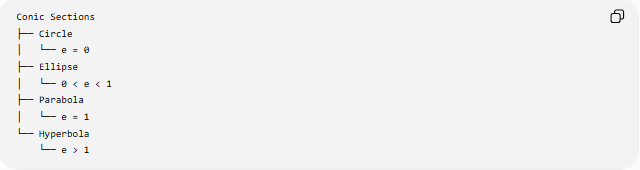 Conic Sections
├── Circle
│   └── e = 0
├── Ellipse
│   └── 0 < e < 1
├── Parabola
│   └── e = 1
└── Hyperbola
    └── e > 1